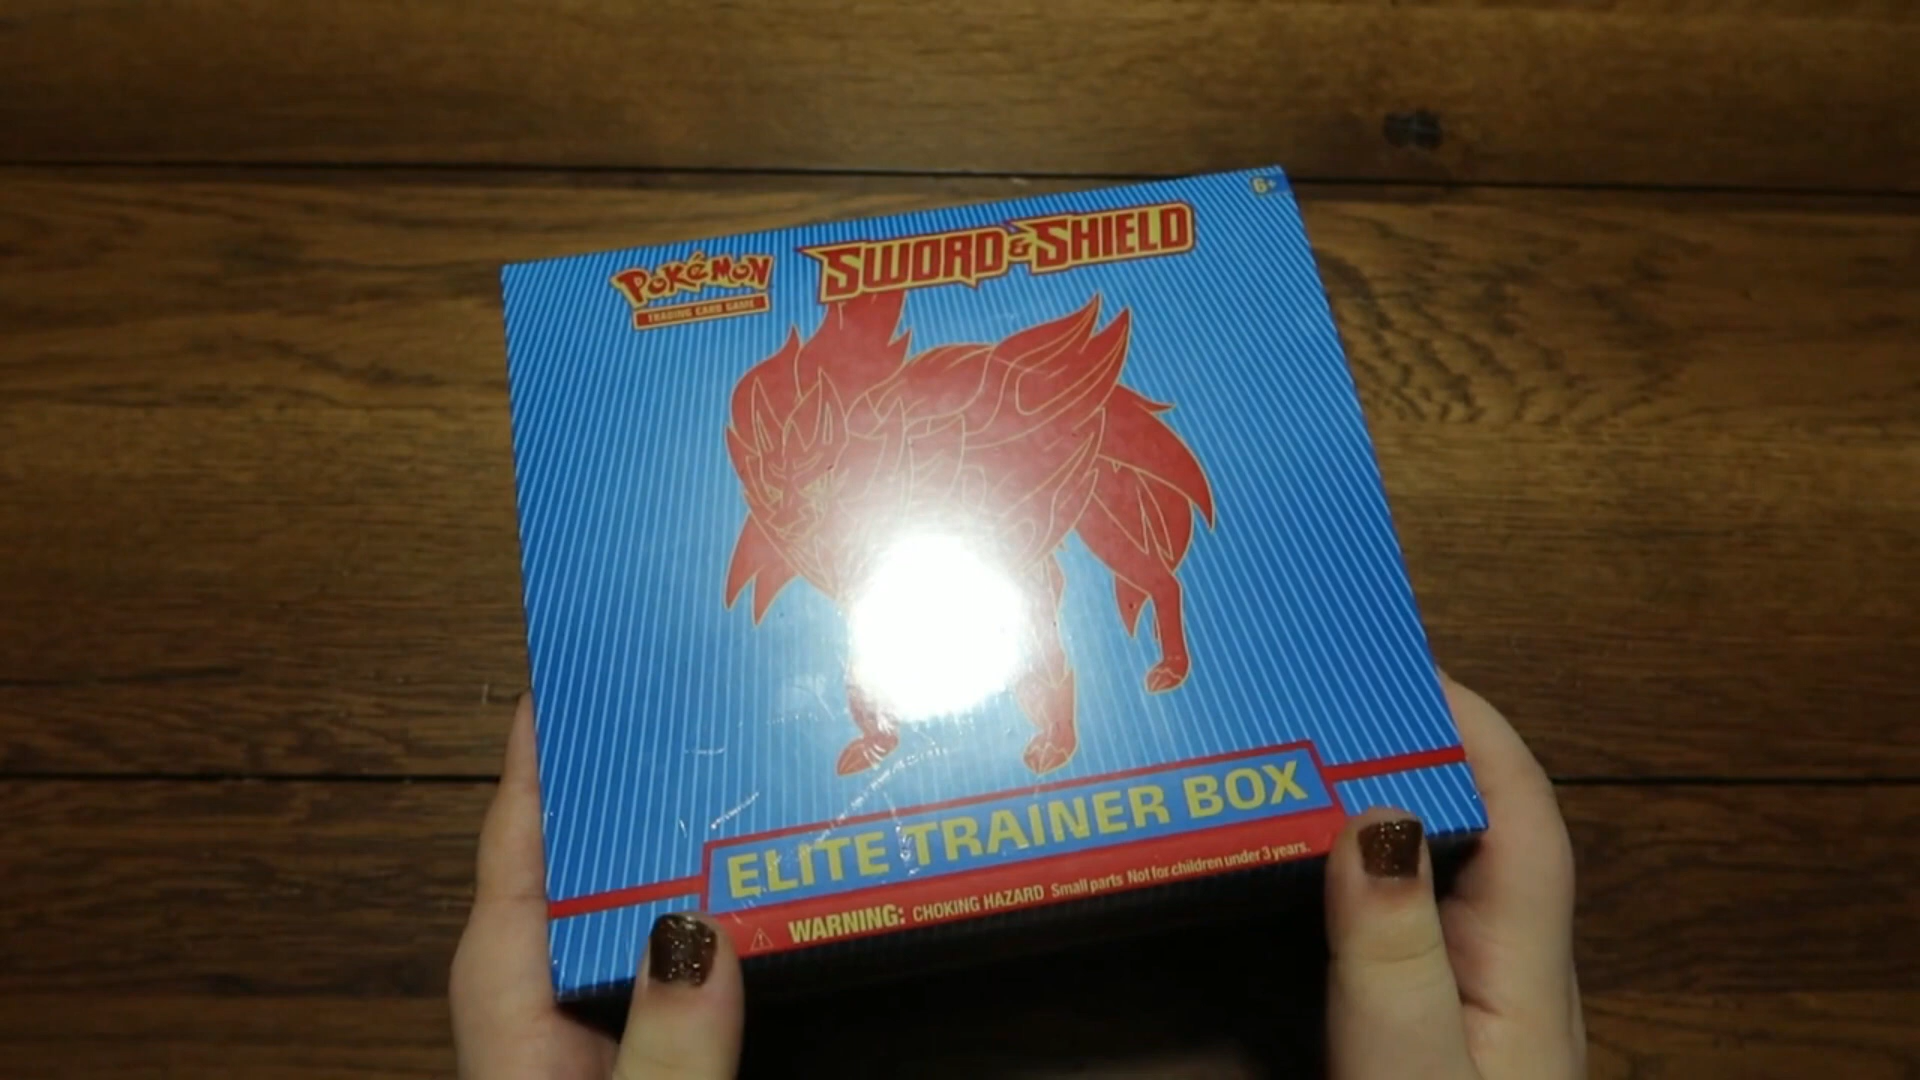 6+
POKéMON
TRADING CARD GAME
SWORD & SHIELD
ELITE TRAINER BOX
⚠ WARNING: CHOKING HAZARD Small parts Not for children under 3 years.